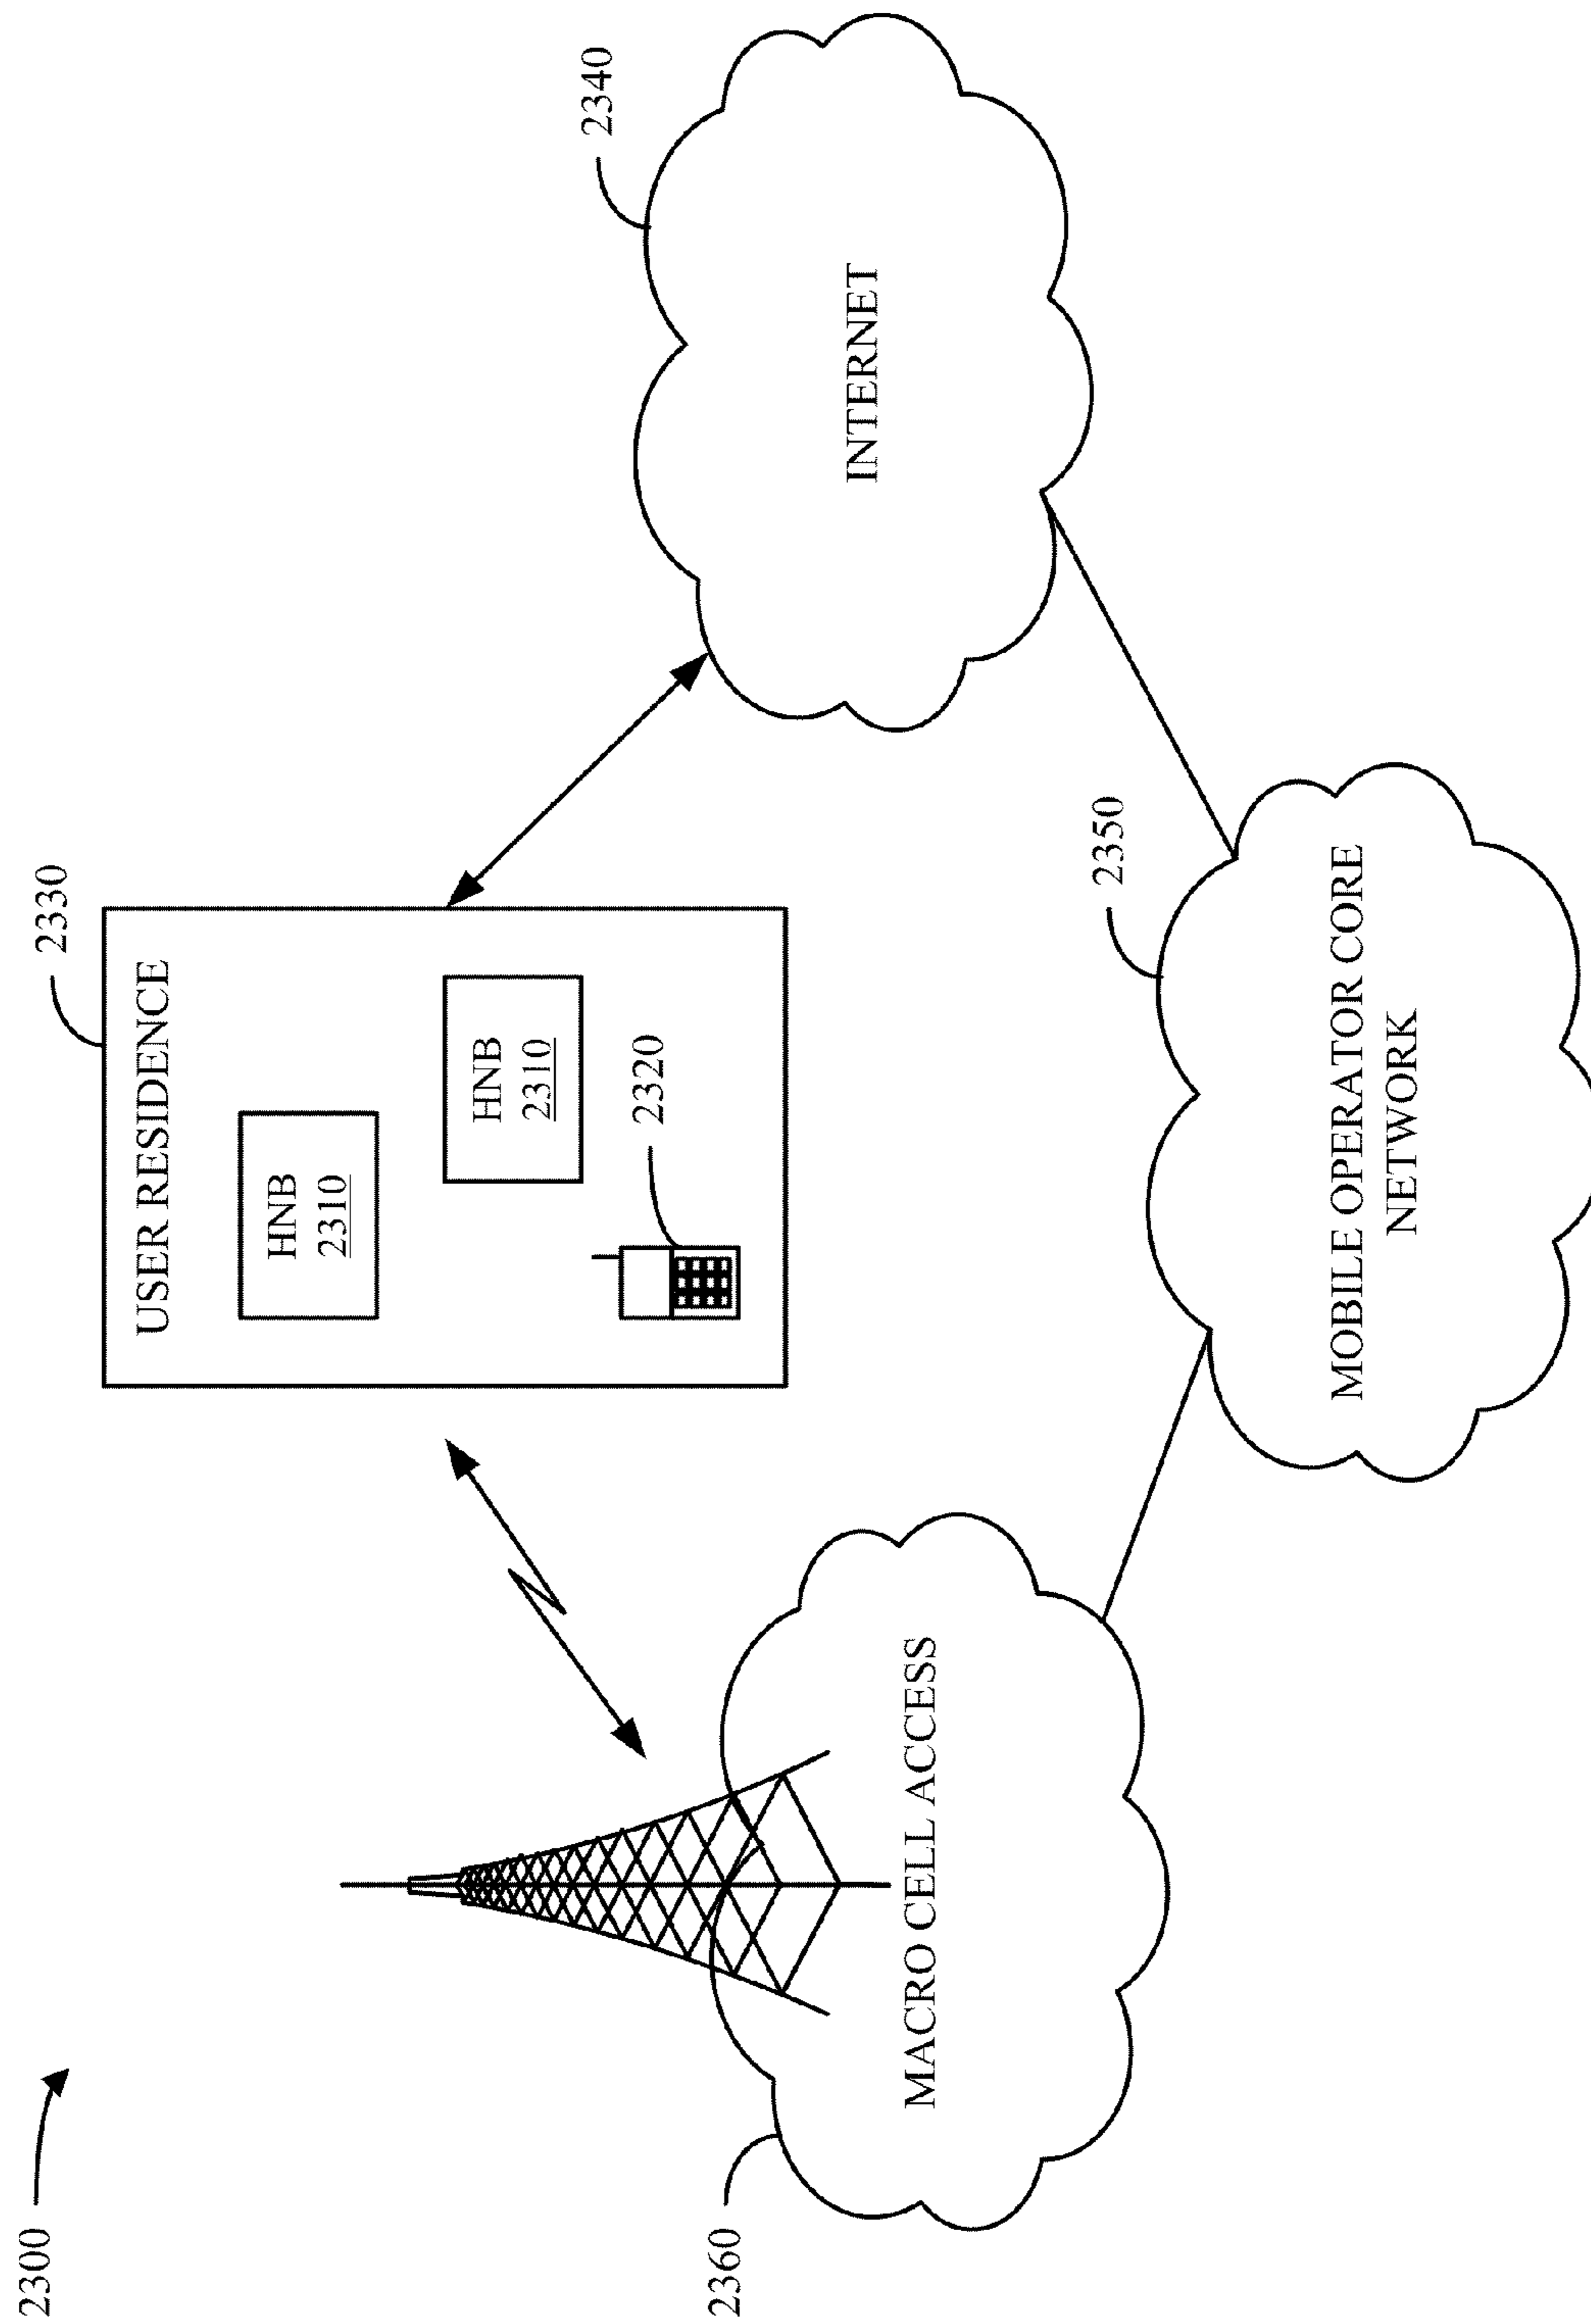 2300
2330
USER RESIDENCE
HNB
2310
HNB
2310
2320
2340
INTERNET
2360
MACRO CELL ACCESS
2350
MOBILE OPERATOR CORE
NETWORK